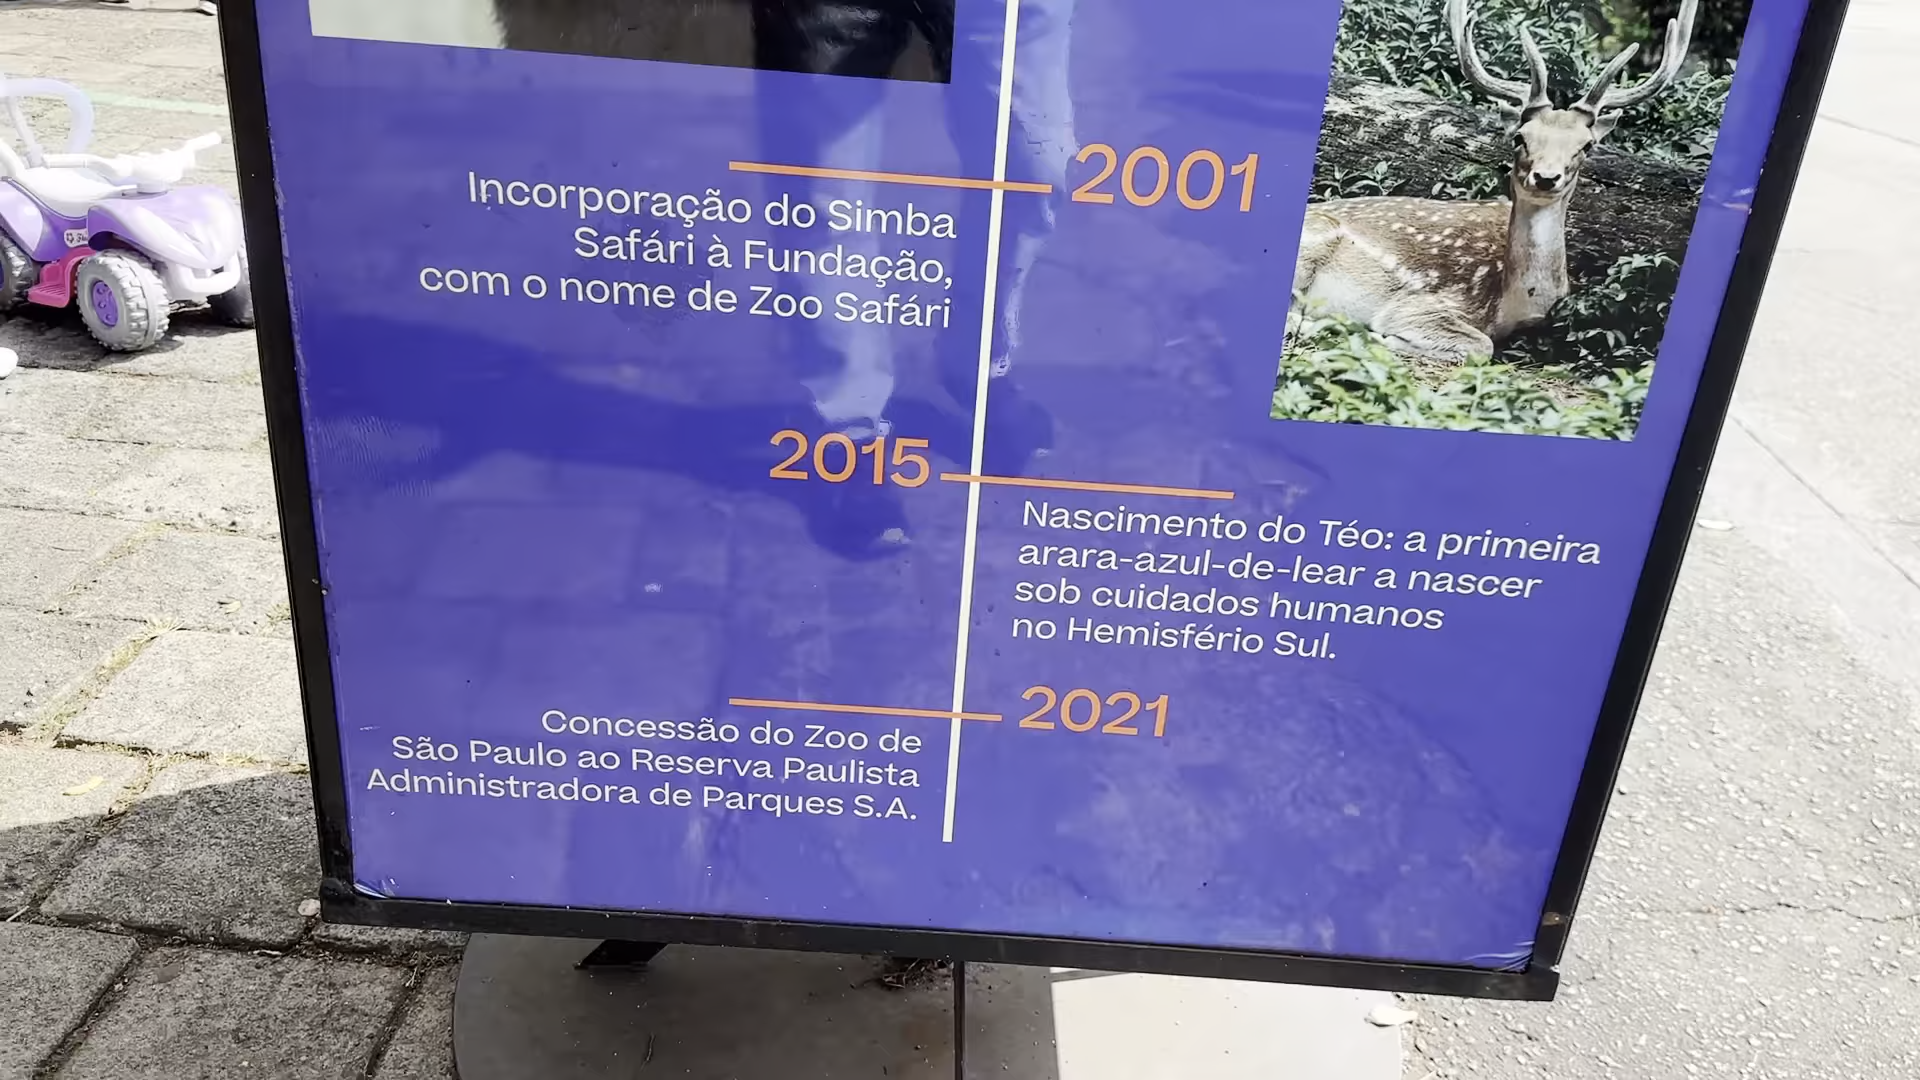 2001
Incorporação do Simba
Safári à Fundação,
com o nome de Zoo Safári
2015
Nascimento do Téo: a primeira
arara-azul-de-lear a nascer
sob cuidados humanos
no Hemisfério Sul.
2021
Concessão do Zoo de
São Paulo ao Reserva Paulista
Administradora de Parques S.A.